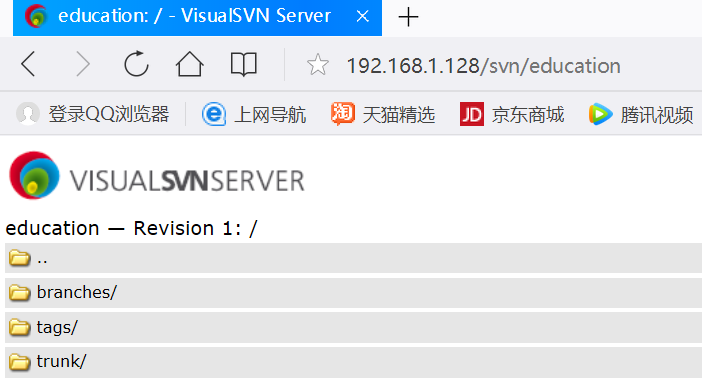 education: / - VisualSVN Server
192.168.1.128/svn/education
登录QQ浏览器 上网导航 淘 天猫精选 JD 京东商城 腾讯视频
VISUALSVNSERVER
education — Revision 1: /
..
branches/
tags/
trunk/